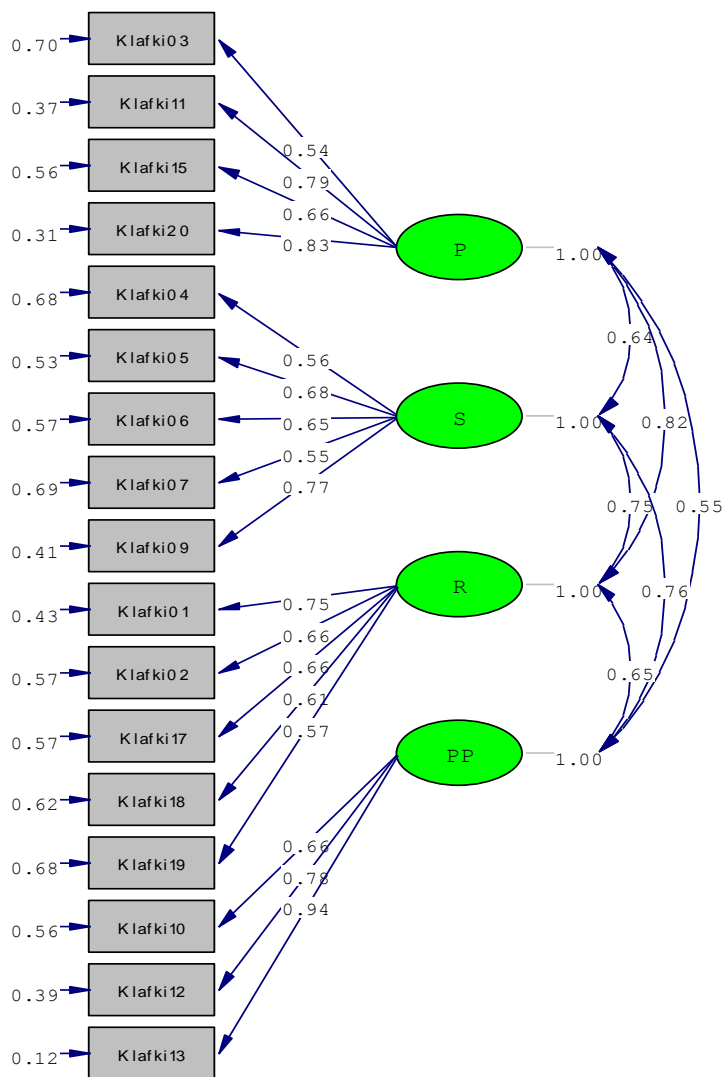 0.70 Klafki03
0.37 Klafki11
0.56 Klafki15
0.31 Klafki20
0.68 Klafki04
0.53 Klafki05
0.57 Klafki06
0.69 Klafki07
0.41 Klafki09
0.43 Klafki01
0.57 Klafki02
0.57 Klafki17
0.62 Klafki18
0.68 Klafki19
0.56 Klafki10
0.39 Klafki12
0.12 Klafki13
0.54
0.79
0.66
0.83
0.56
0.68
0.65
0.55
0.77
0.75
0.66
0.66
0.61
0.57
0.66
0.78
0.94
P 1.00
S 1.00
R 1.00
PP 1.00
0.64
0.82
0.75
0.55
0.76
0.65